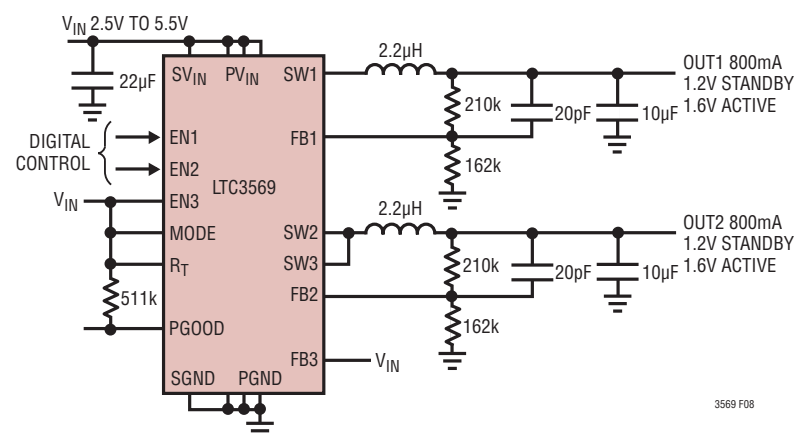 VIN 2.5V TO 5.5V
22µF
SVIN PVIN SW1
2.2µH
OUT1 800mA
1.2V STANDBY
1.6V ACTIVE
210k
20pF
10µF
DIGITAL
CONTROL
EN1
FB1
EN2
162k
LTC3569
VIN
EN3
2.2µH
MODE
SW2
OUT2 800mA
1.2V STANDBY
1.6V ACTIVE
RT
SW3
210k
20pF
10µF
511k
FB2
PGOOD
162k
FB3
VIN
SGND PGND
3569 F08